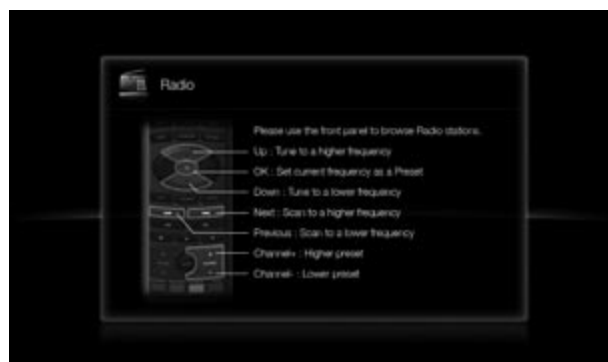 Radio
Please use the front panel to browse Radio stations.
Up : Tune to a higher frequency
OK : Set current frequency as a Preset
Down : Tune to a lower frequency
Next : Scan to a higher frequency
Previous : Scan to a lower frequency
Channel+ : Higher preset
Channel- : Lower preset